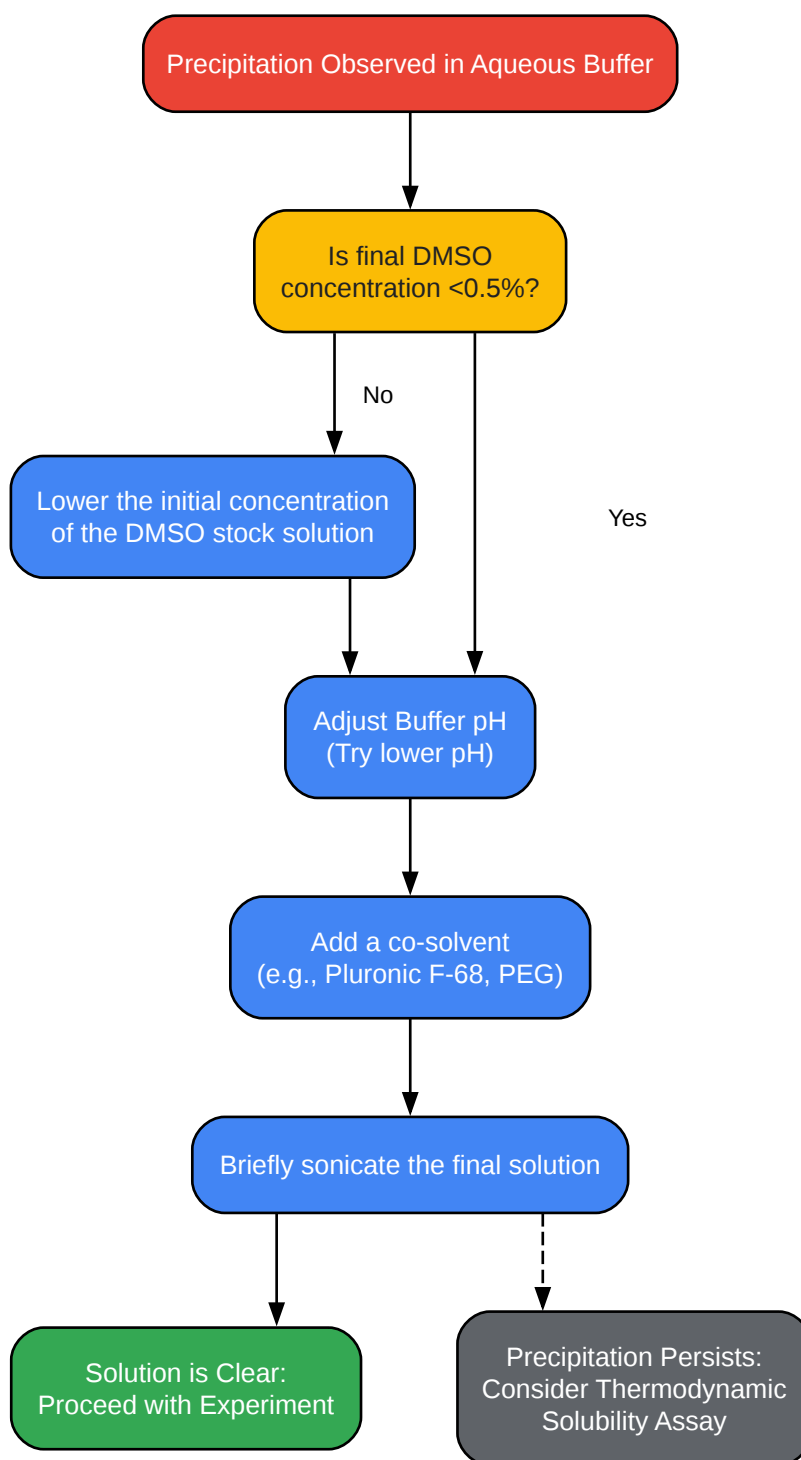 Precipitation Observed in Aqueous Buffer
Is final DMSO
concentration <0.5%?
No
Lower the initial concentration
of the DMSO stock solution
Yes
Adjust Buffer pH
(Try lower pH)
Add a co-solvent
(e.g., Pluronic F-68, PEG)
Briefly sonicate the final solution
Solution is Clear:
Proceed with Experiment
Precipitation Persists:
Consider Thermodynamic
Solubility Assay